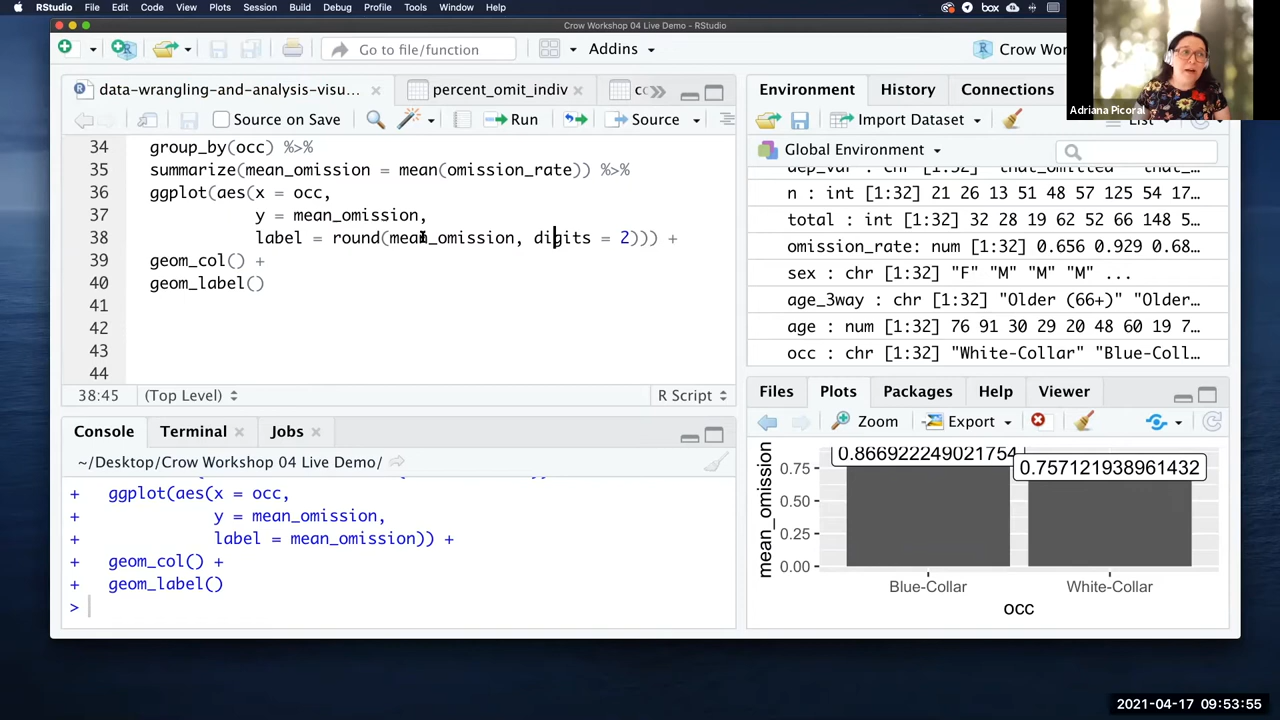 RStudio File Edit Code View Plots Session Build Debug Profile Tools Window Help
box
Crow Workshop 04 Live Demo - RStudio
Go to file/function
Addins
Adriana Picoral
data-wrangling-and-analysis-visu...
percent_omit_indiv
Source on Save
Run
Source
34 group_by(occ) %>%
35 summarize(mean_omission = mean(omission_rate)) %>%
36 ggplot(aes(x = occ,
37 y = mean_omission,
38 label = round(mean_omission, digits = 2))) +
39 geom_col() +
40 geom_label()
41
42
43
44
38:45 (Top Level) R Script
Console Terminal Jobs
~/Desktop/Crow Workshop 04 Live Demo/
+ ggplot(aes(x = occ,
+ y = mean_omission,
+ label = mean_omission)) +
+ geom_col() +
+ geom_label()
>
Environment History Connections
Import Dataset
List
Global Environment
n : int [1:32] 21 26 13 51 48 57 125 54 17…
total : int [1:32] 32 28 19 62 52 66 148 5…
omission_rate: num [1:32] 0.656 0.929 0.68…
sex : chr [1:32] "F" "M" "M" "M" ...
age_3way : chr [1:32] "Older (66+)" "Older…
age : num [1:32] 76 91 30 29 20 48 60 19 7…
occ : chr [1:32] "White-Collar" "Blue-Coll…
Files Plots Packages Help Viewer
Zoom Export
0.866922249021754
0.757121938961432
mean_omission
0.75
0.50
0.25
0.00
Blue-Collar White-Collar
occ
2021-04-17 09:53:55